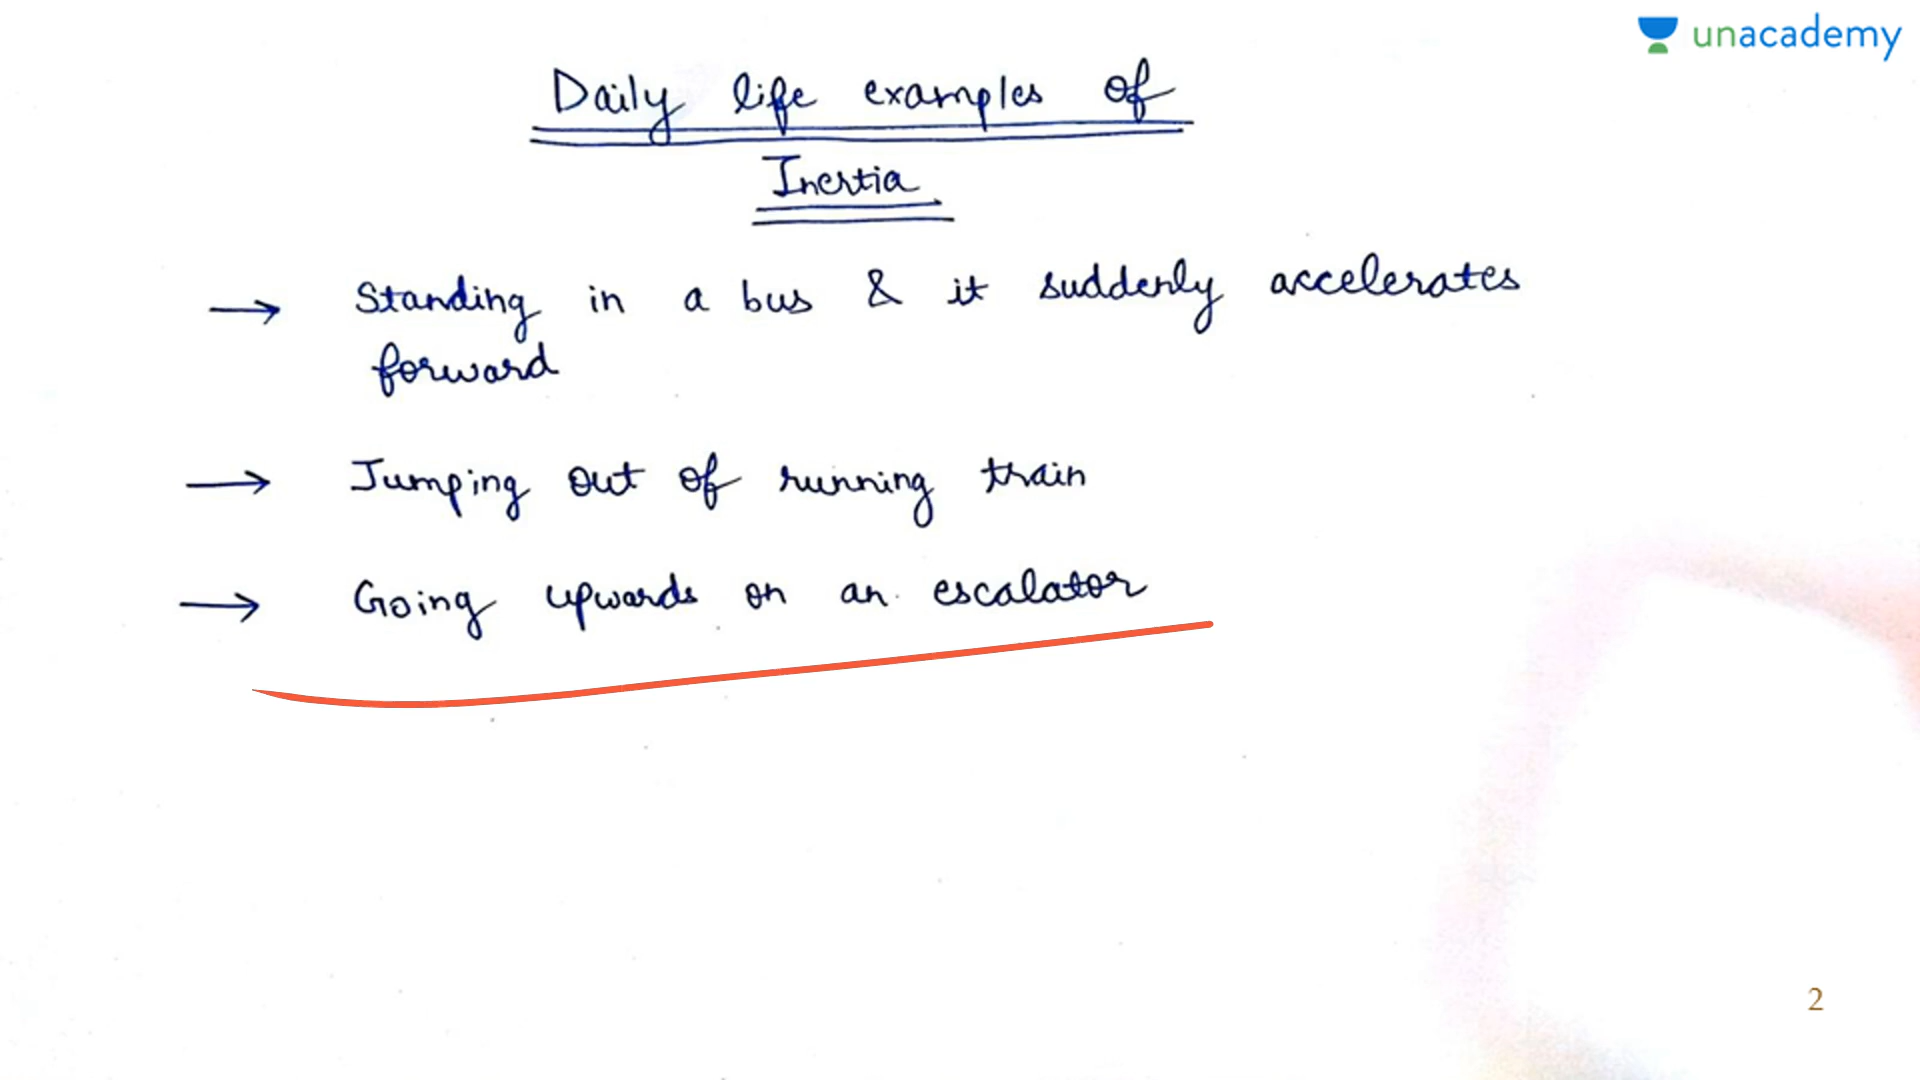 unacademy
Daily life examples of
Inertia
→ Standing in a bus & it suddenly accelerates
forward
→ Jumping out of running train
→ Going upwards on an escalator
2